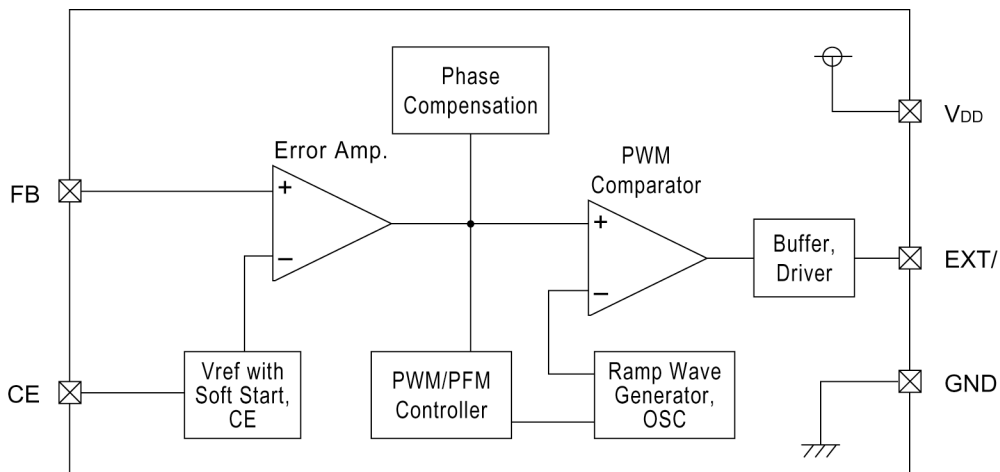 Phase
Compensation
VDD
Error Amp.
PWM
Comparator
FB
+
−
+
−
Buffer,
Driver
EXT/
CE
Vref with
Soft Start,
CE
PWM/PFM
Controller
Ramp Wave
Generator,
OSC
GND